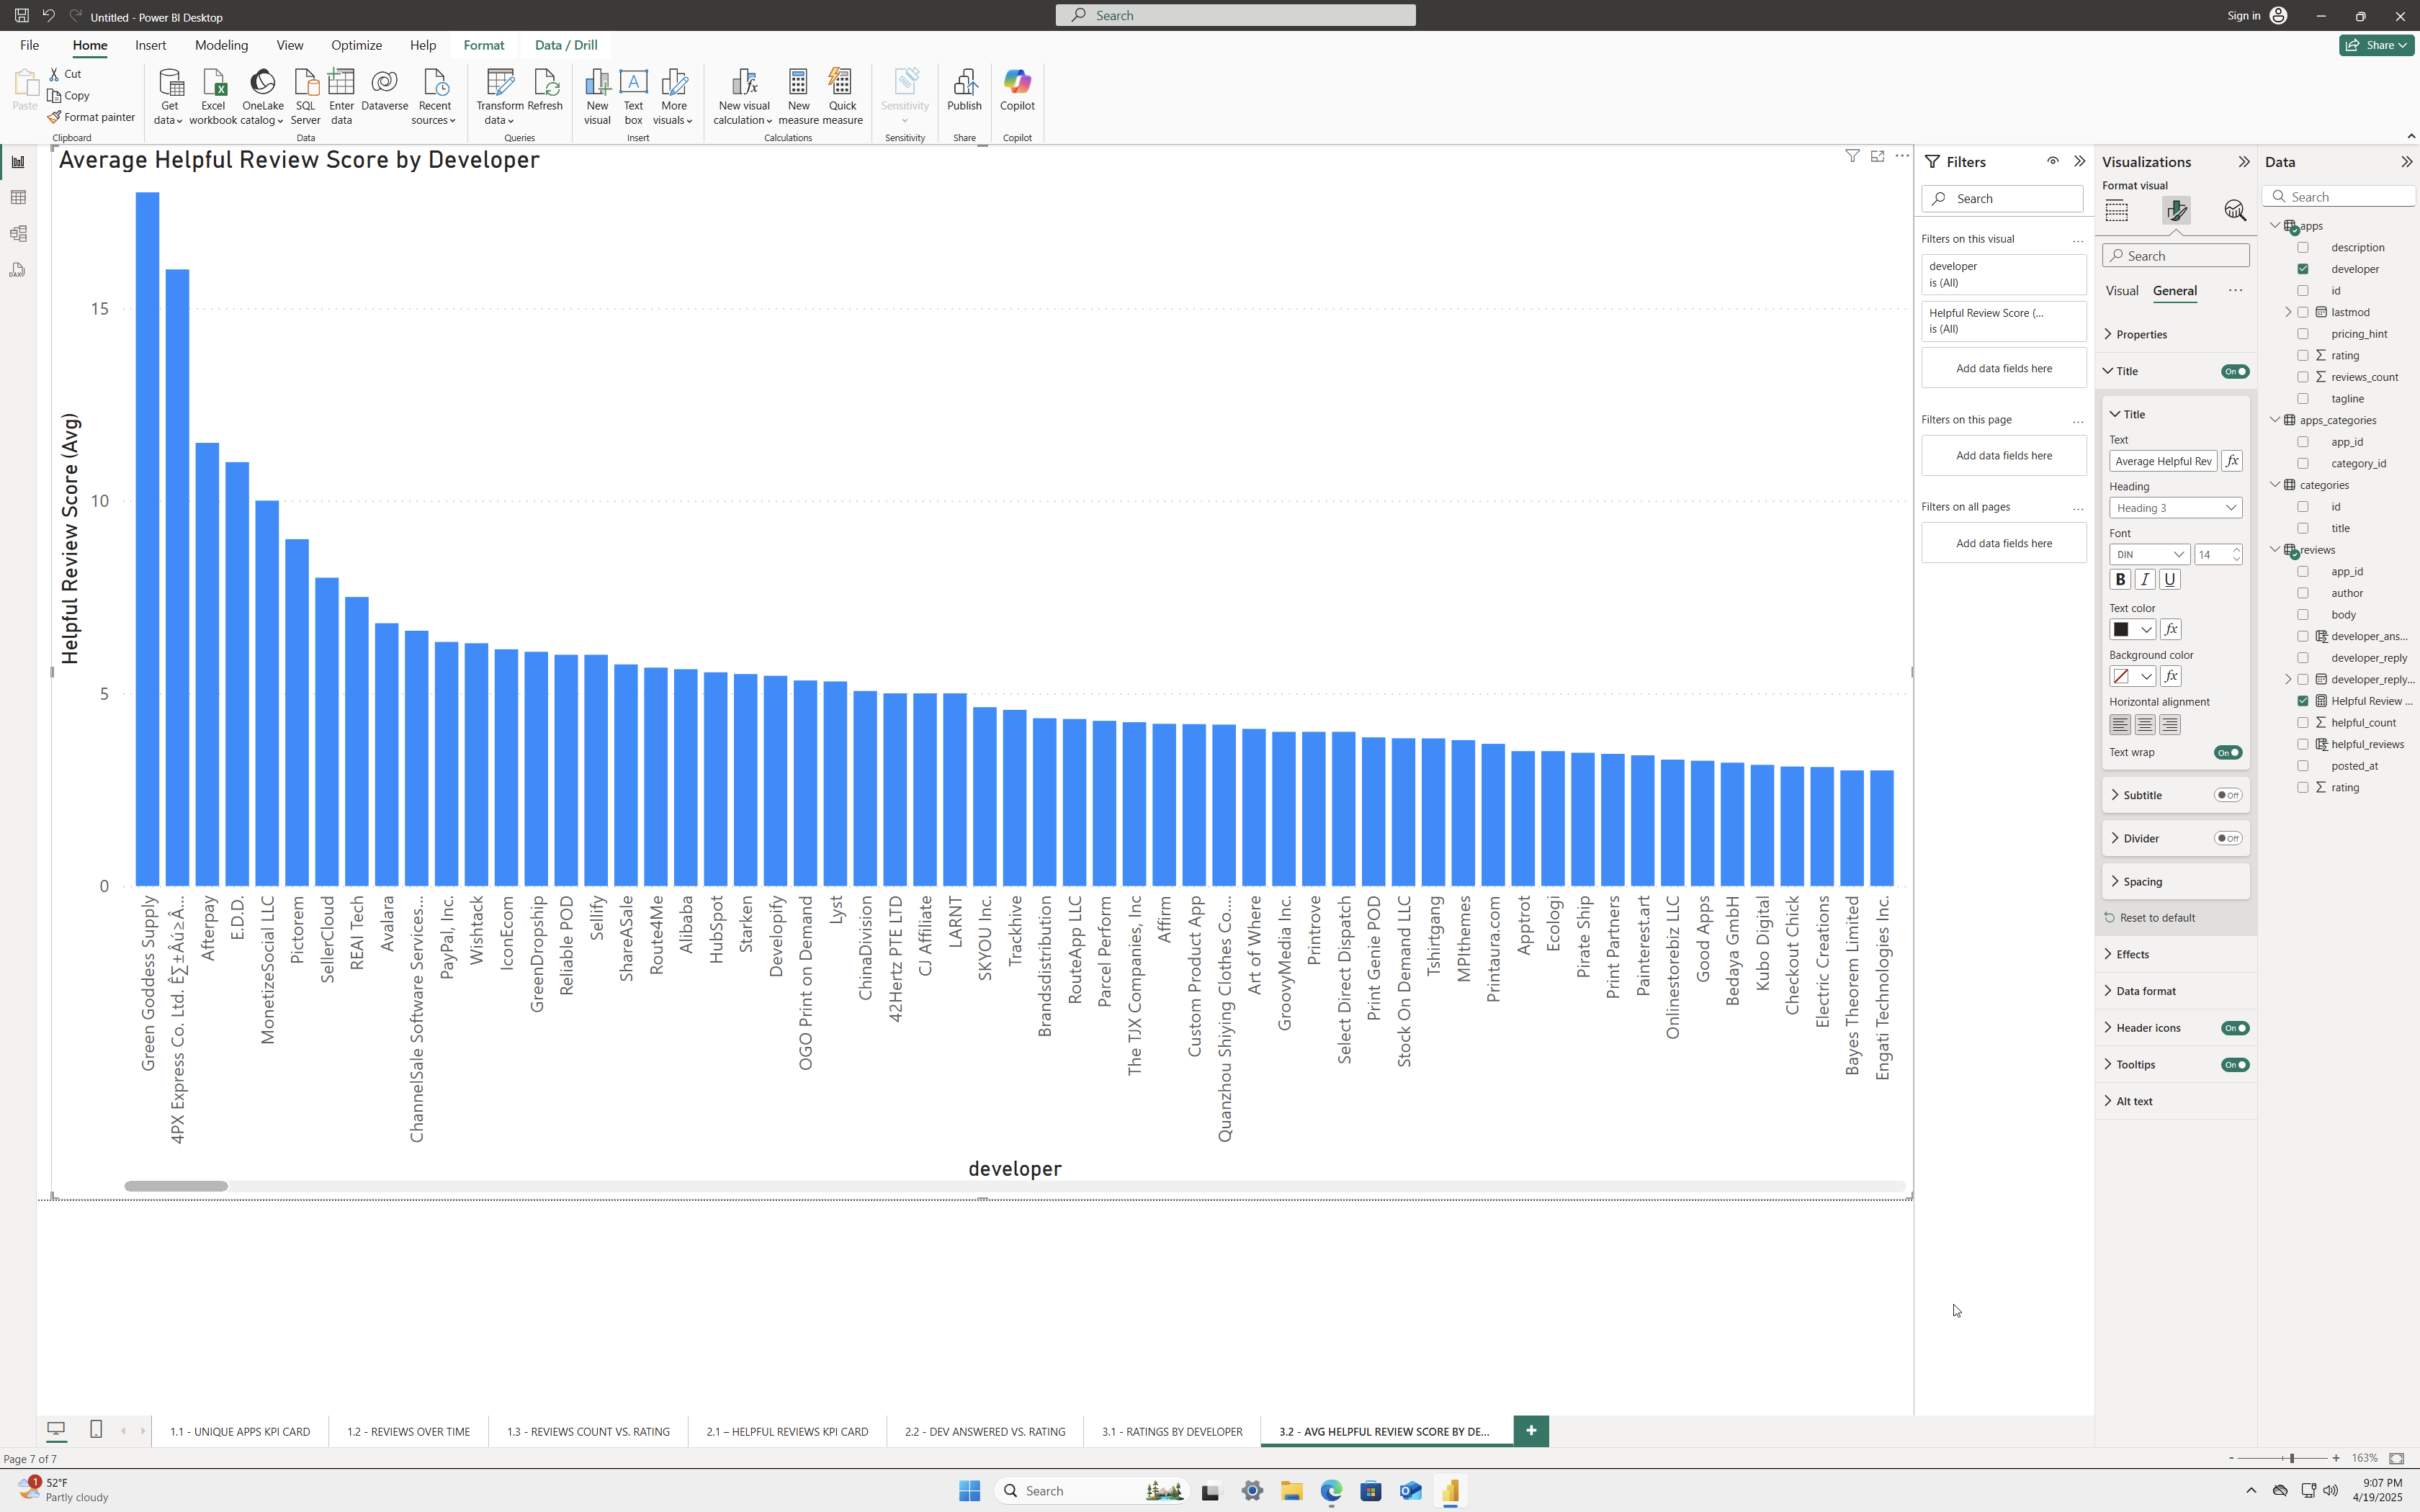 Untitled - Power BI Desktop
Search
Sign in
File
Home
Insert
Modeling
View
Optimize
Help
Format
Data / Drill
Share
Paste
Cut
Copy
Format painter
Clipboard
Get data
Excel workbook
OneLake catalog
SQL Server
Enter data
Dataverse
Recent sources
Data
Transform data
Refresh
Queries
New visual
Text box
More visuals
Insert
New visual calculation
New measure
Quick measure
Calculations
Sensitivity
Sensitivity
Publish
Share
Copilot
Copilot
Average Helpful Review Score by Developer
Helpful Review Score (Avg)
15
10
5
0
Green Goddess Supply
4PX Express Co. Ltd. Ê∑±Âú≥Â...
Afterpay
E.D.D.
MonetizeSocial LLC
Pictorem
SellerCloud
REAI Tech
Avalara
ChannelSale Software Services...
PayPal, Inc.
Wishtack
IconEcom
GreenDropship
Reliable POD
Sellify
ShareASale
Route4Me
Alibaba
HubSpot
Starken
Developify
OGO Print on Demand
Lyst
ChinaDivision
42Hertz PTE LTD
CJ Affiliate
LARNT
SKYOU Inc.
Trackhive
Brandsdistribution
RouteApp LLC
Parcel Perform
The TJX Companies, Inc
Affirm
Custom Product App
Quanzhou Shiying Clothes Co....
Art of Where
GroovyMedia Inc.
Printrove
Select Direct Dispatch
Print Genie POD
Stock On Demand LLC
Tshirtgang
MPIthemes
Printaura.com
Apptrot
Ecologi
Pirate Ship
Print Partners
Painterest.art
Onlinestorebiz LLC
Good Apps
Bedaya GmbH
Kubo Digital
Checkout Chick
Electric Creations
Bayes Theorem Limited
Engati Technologies Inc.
developer
Filters
Search
Filters on this visual
developer
is (All)
Helpful Review Score (...
is (All)
Add data fields here
Filters on this page
Add data fields here
Filters on all pages
Add data fields here
Visualizations
Format visual
Search
Visual
General
Properties
Title
On
Title
Text
Average Helpful Rev
fx
Heading
Heading 3
Font
DIN
14
B
I
U
Text color
fx
Background color
fx
Horizontal alignment
Text wrap
On
Subtitle
Off
Divider
Off
Spacing
Reset to default
Effects
Data format
Header icons
On
Tooltips
On
Alt text
Data
Search
apps
description
developer
id
lastmod
pricing_hint
rating
reviews_count
tagline
apps_categories
app_id
category_id
categories
id
title
reviews
app_id
author
body
developer_ans...
developer_reply
developer_reply...
Helpful Review ...
helpful_count
helpful_reviews
posted_at
rating
1.1 - UNIQUE APPS KPI CARD
1.2 - REVIEWS OVER TIME
1.3 - REVIEWS COUNT VS. RATING
2.1 – HELPFUL REVIEWS KPI CARD
2.2 - DEV ANSWERED VS. RATING
3.1 - RATINGS BY DEVELOPER
3.2 - AVG HELPFUL REVIEW SCORE BY DE...
Page 7 of 7
163%
1
52°F
Partly cloudy
Search
9:07 PM
4/19/2025